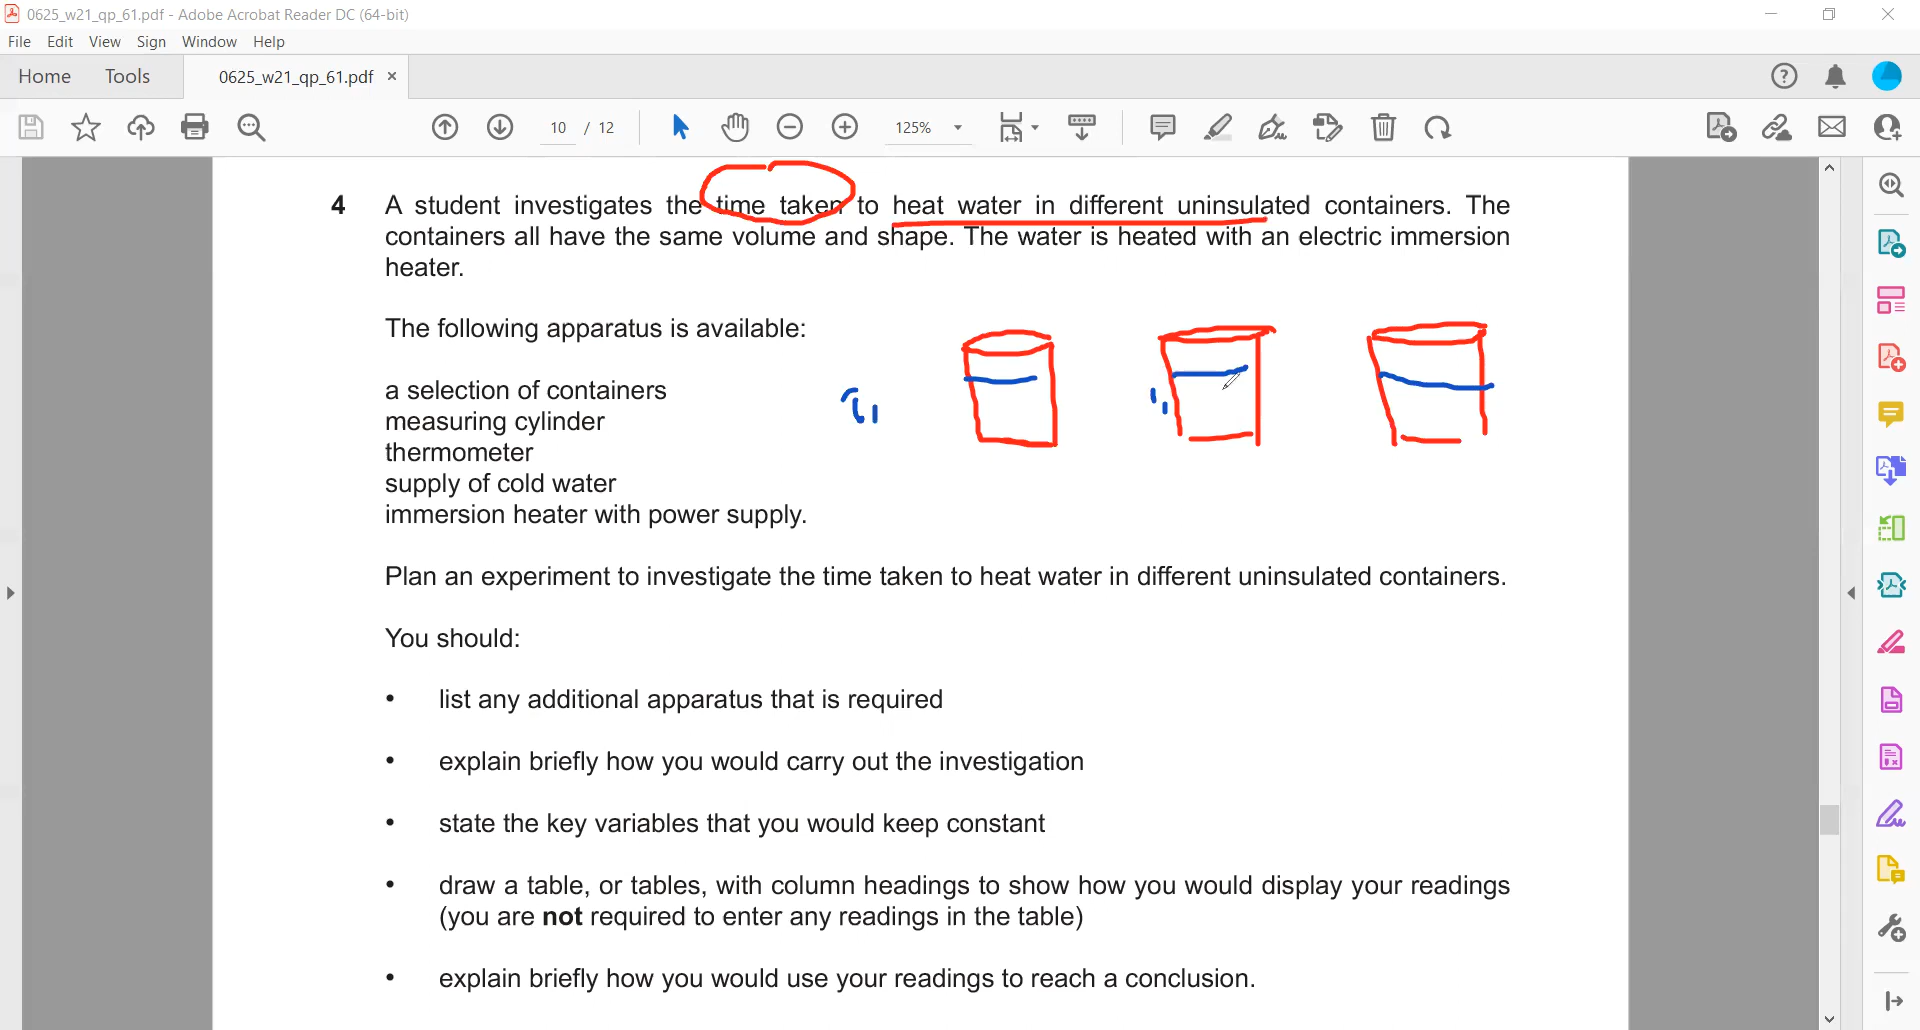 0625_w21_qp_61.pdf - Adobe Acrobat Reader DC (64-bit)
File Edit View Sign Window Help
Home Tools 0625_w21_qp_61.pdf ×
10 / 12 125%
4 A student investigates the time taken to heat water in different uninsulated containers. The
containers all have the same volume and shape. The water is heated with an electric immersion
heater.
The following apparatus is available:
a selection of containers
measuring cylinder
thermometer
supply of cold water
immersion heater with power supply.
Plan an experiment to investigate the time taken to heat water in different uninsulated containers.
You should:
• list any additional apparatus that is required
• explain briefly how you would carry out the investigation
• state the key variables that you would keep constant
• draw a table, or tables, with column headings to show how you would display your readings
(you are not required to enter any readings in the table)
• explain briefly how you would use your readings to reach a conclusion.